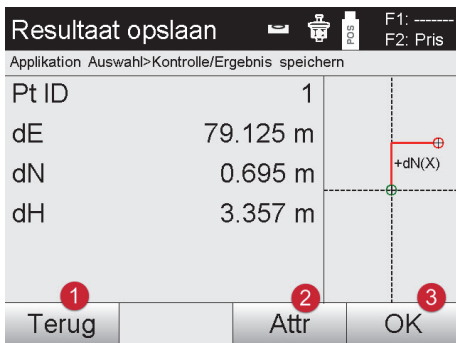 Resultaat opslaan POS F1: -------
F2: Pris
Applikation Auswahl>Kontrolle/Ergebnis speichern
Pt ID 1
dE 79.125 m
dN 0.695 m
dH 3.357 m
+dN(X)
1 2 3
Terug Attr OK